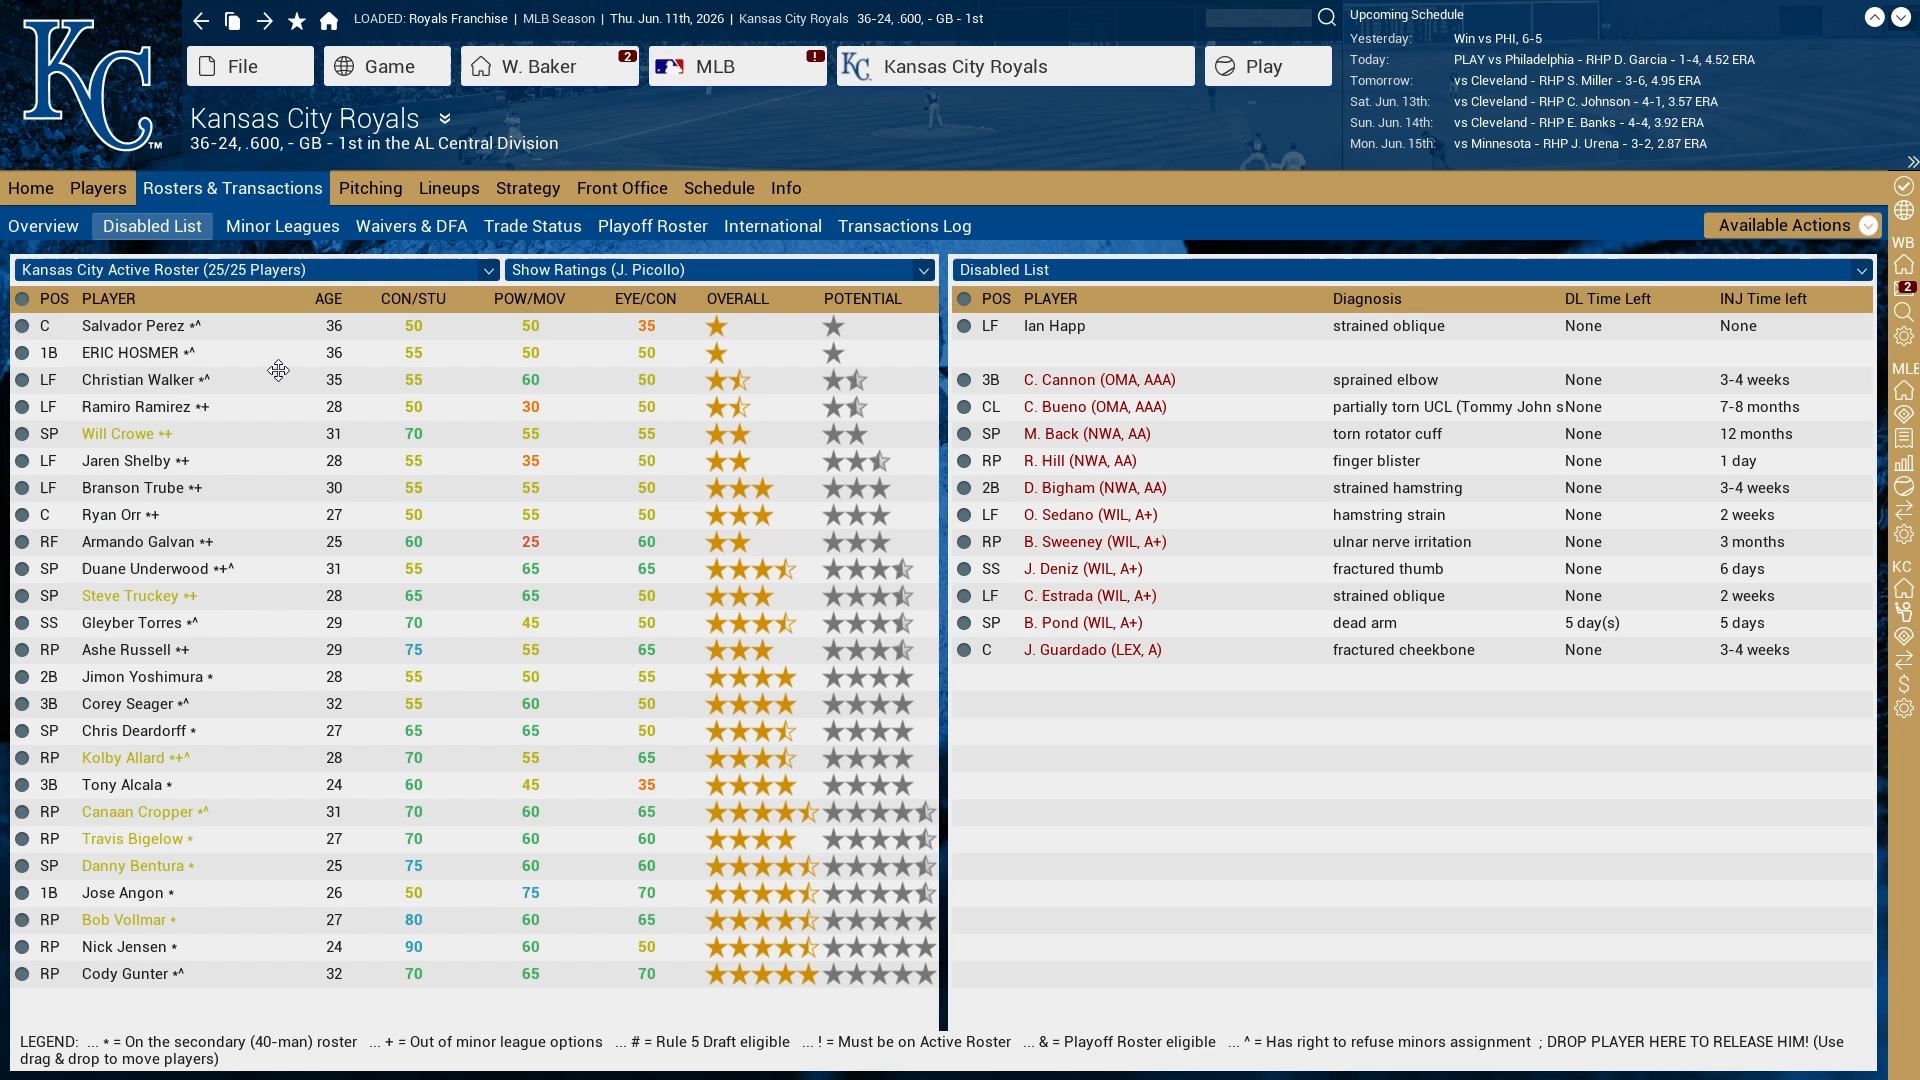 LOADED: Royals Franchise | MLB Season | Thu. Jun. 11th, 2026 | Kansas City Royals 36-24, .600, - GB - 1st
File Game W. Baker 2 MLB ! Kansas City Royals Play
KC
TM
Kansas City Royals
36-24, .600, - GB - 1st in the AL Central Division
Upcoming Schedule
Yesterday: Win vs PHI, 6-5
Today: PLAY vs Philadelphia - RHP D. Garcia - 1-4, 4.52 ERA
Tomorrow: vs Cleveland - RHP S. Miller - 3-6, 4.95 ERA
Sat. Jun. 13th: vs Cleveland - RHP C. Johnson - 4-1, 3.57 ERA
Sun. Jun. 14th: vs Cleveland - RHP E. Banks - 4-4, 3.92 ERA
Mon. Jun. 15th: vs Minnesota - RHP J. Urena - 3-2, 2.87 ERA
Home Players Rosters & Transactions Pitching Lineups Strategy Front Office Schedule Info
Overview Disabled List Minor Leagues Waivers & DFA Trade Status Playoff Roster International Transactions Log Available Actions
Kansas City Active Roster (25/25 Players) Show Ratings (J. Picollo)
POS PLAYER AGE CON/STU POW/MOV EYE/CON OVERALL POTENTIAL
C Salvador Perez *^ 36 50 50 35
1B ERIC HOSMER *^ 36 55 50 50
LF Christian Walker *^ 35 55 60 50
LF Ramiro Ramirez *+ 28 50 30 50
SP Will Crowe *+ 31 70 55 55
LF Jaren Shelby *+ 28 55 35 50
LF Branson Trube *+ 30 55 55 50
C Ryan Orr *+ 27 50 55 50
RF Armando Galvan *+ 25 60 25 60
SP Duane Underwood *+^ 31 55 65 65
SP Steve Truckey *+ 28 65 65 50
SS Gleyber Torres *^ 29 70 45 50
RP Ashe Russell *+ 29 75 55 65
2B Jimon Yoshimura * 28 55 50 55
3B Corey Seager *^ 32 55 60 50
SP Chris Deardorff * 27 65 65 50
RP Kolby Allard *+^ 28 70 55 65
3B Tony Alcala * 24 60 45 35
RP Canaan Cropper *^ 31 70 60 65
RP Travis Bigelow * 27 70 60 60
SP Danny Bentura * 25 75 60 60
1B Jose Angon * 26 50 75 70
RP Bob Vollmar * 27 80 60 65
RP Nick Jensen * 24 90 60 50
RP Cody Gunter *^ 32 70 65 70
Disabled List
POS PLAYER Diagnosis DL Time Left INJ Time left
LF Ian Happ strained oblique None None
3B C. Cannon (OMA, AAA) sprained elbow None 3-4 weeks
CL C. Bueno (OMA, AAA) partially torn UCL (Tommy John s None 7-8 months
SP M. Back (NWA, AA) torn rotator cuff None 12 months
RP R. Hill (NWA, AA) finger blister None 1 day
2B D. Bigham (NWA, AA) strained hamstring None 3-4 weeks
LF O. Sedano (WIL, A+) hamstring strain None 2 weeks
RP B. Sweeney (WIL, A+) ulnar nerve irritation None 3 months
SS J. Deniz (WIL, A+) fractured thumb None 6 days
LF C. Estrada (WIL, A+) strained oblique None 2 weeks
SP B. Pond (WIL, A+) dead arm 5 day(s) 5 days
C J. Guardado (LEX, A) fractured cheekbone None 3-4 weeks
WB
2
MLB
KC
LEGEND: ... * = On the secondary (40-man) roster ... + = Out of minor league options ... # = Rule 5 Draft eligible ... ! = Must be on Active Roster ... & = Playoff Roster eligible ... ^ = Has right to refuse minors assignment ; DROP PLAYER HERE TO RELEASE HIM! (Use
drag & drop to move players)